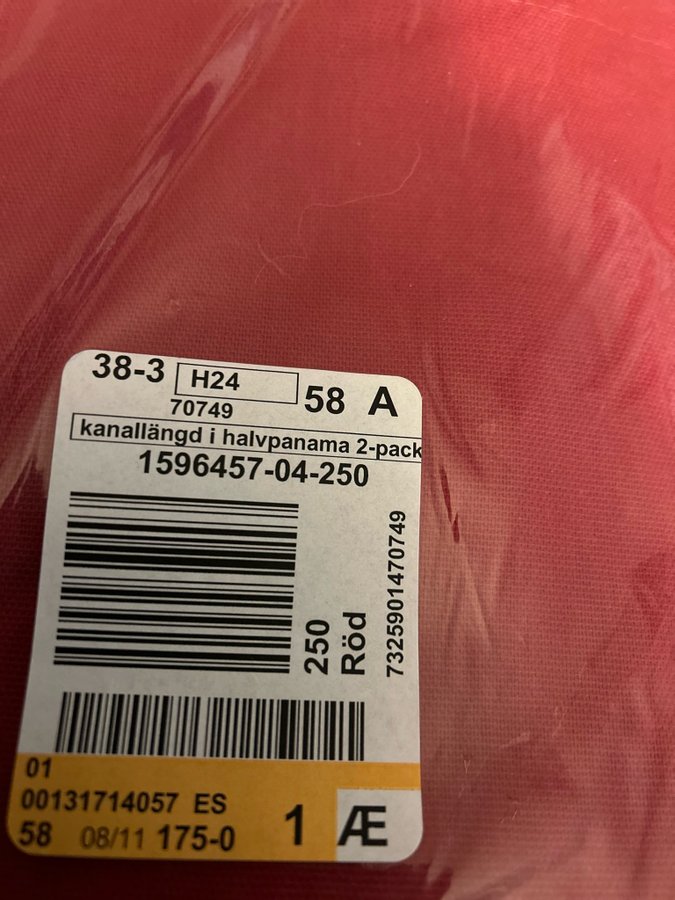 38-3 H24 58 A
70749
kanallängd i halvpanama 2-pack
1596457-04-250
250
Röd
7325901470749
01
00131714057 ES
58 08/11 175-0 1 Æ